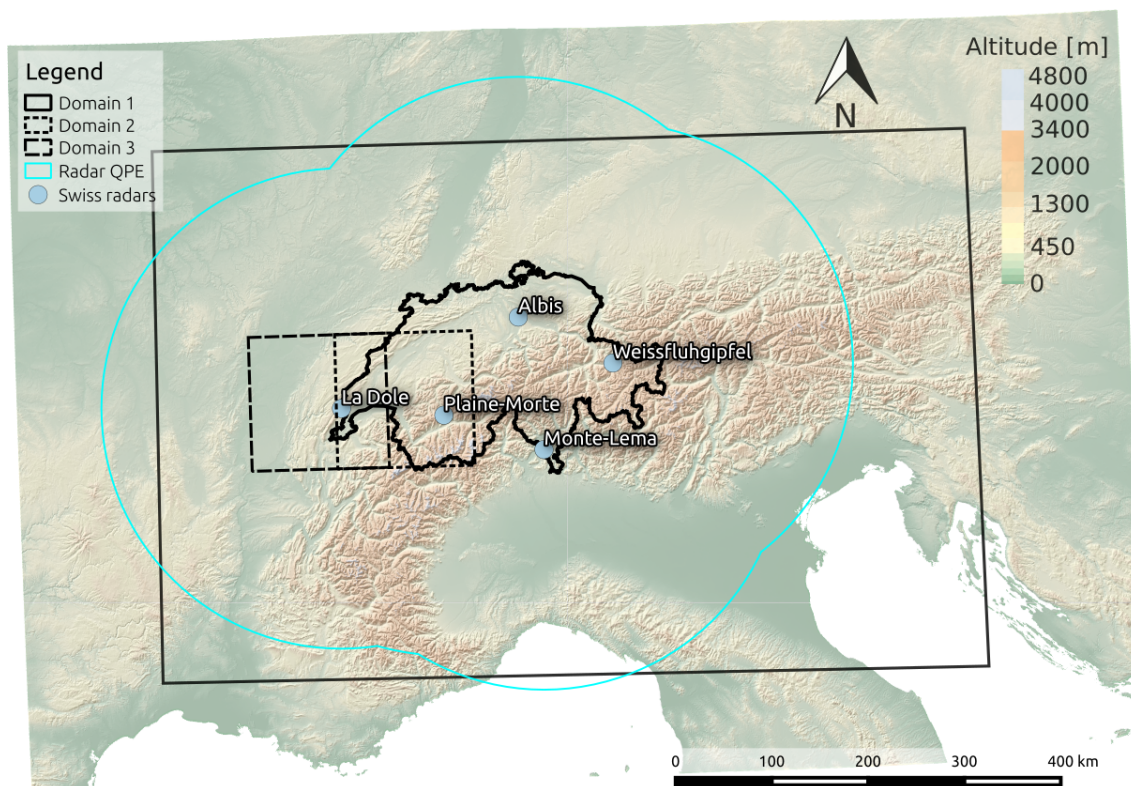 Legend
Domain 1
Domain 2
Domain 3
Radar QPE
Swiss radars
N
Altitude [m]
4800
4000
3400
2000
1300
450
0
Albis
Weissfluhgipfel
La Dole
Plaine-Morte
Monte-Lema
0 100 200 300 400 km